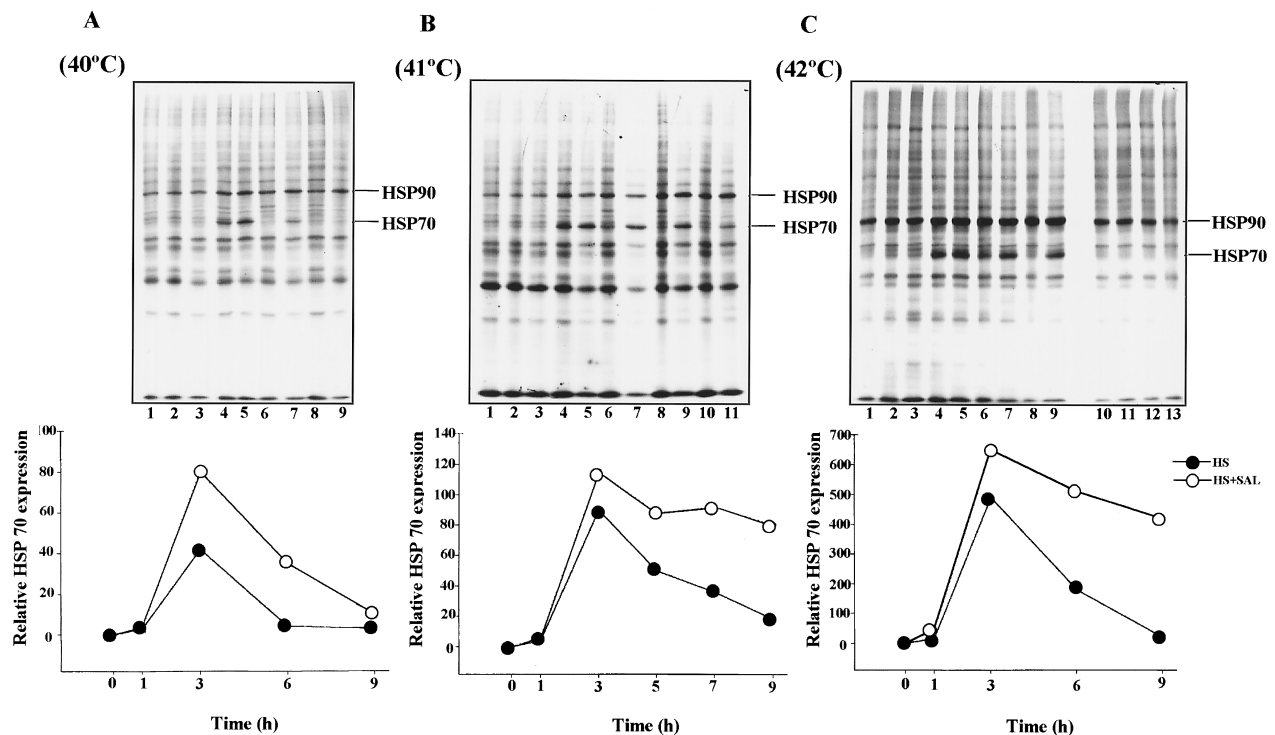 A
(40ºC)
HSP90
HSP70
1 2 3 4 5 6 7 8 9
B
(41ºC)
HSP90
HSP70
1 2 3 4 5 6 7 8 9 10 11
C
(42ºC)
HSP90
HSP70
1 2 3 4 5 6 7 8 9 10 11 12 13
Relative HSP 70 expression
100
80
60
40
20
0
0 1 3 6 9
Time (h)
Relative HSP 70 expression
140
120
100
80
60
40
20
0
0 1 3 5 7 9
Relative HSP 70 expression
700
600
500
400
300
200
100
0
0 1 3 6 9
Time (h)
HS
HS+SAL